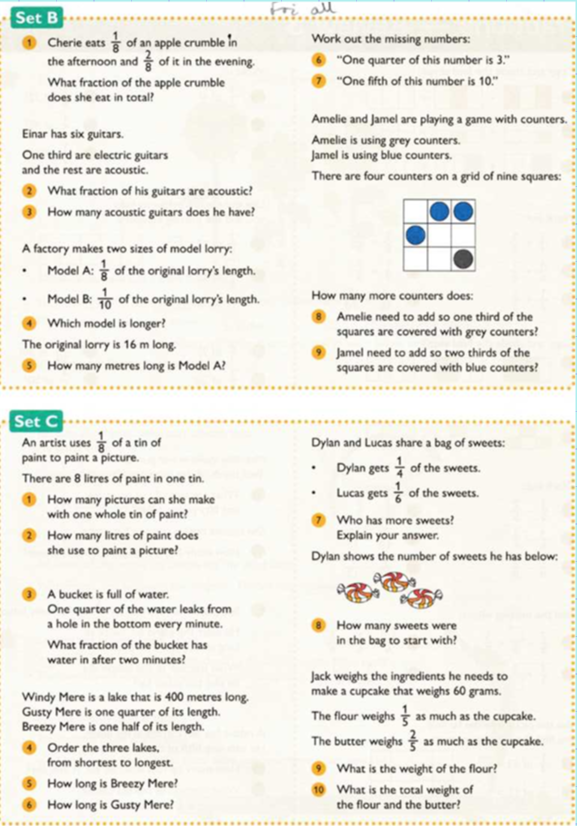 For all
Set B
1 Cherie eats 1/8 of an apple crumble in
the afternoon and 2/8 of it in the evening.
What fraction of the apple crumble
does she eat in total?
Einar has six guitars.
One third are electric guitars
and the rest are acoustic.
2 What fraction of his guitars are acoustic?
3 How many acoustic guitars does he have?
A factory makes two sizes of model lorry:
• Model A: 1/8 of the original lorry's length.
• Model B: 1/10 of the original lorry's length.
4 Which model is longer?
The original lorry is 16 m long.
5 How many metres long is Model A?
Work out the missing numbers:
6 "One quarter of this number is 3."
7 "One fifth of this number is 10."
Amelie and Jamel are playing a game with counters.
Amelie is using grey counters.
Jamel is using blue counters.
There are four counters on a grid of nine squares:
How many more counters does:
8 Amelie need to add so one third of the
squares are covered with grey counters?
9 Jamel need to add so two thirds of the
squares are covered with blue counters?
Set C
An artist uses 1/8 of a tin of
paint to paint a picture.
There are 8 litres of paint in one tin.
1 How many pictures can she make
with one whole tin of paint?
2 How many litres of paint does
she use to paint a picture?
3 A bucket is full of water.
One quarter of the water leaks from
a hole in the bottom every minute.
What fraction of the bucket has
water in after two minutes?
Windy Mere is a lake that is 400 metres long.
Gusty Mere is one quarter of its length.
Breezy Mere is one half of its length.
4 Order the three lakes,
from shortest to longest.
5 How long is Breezy Mere?
6 How long is Gusty Mere?
Dylan and Lucas share a bag of sweets:
• Dylan gets 1/4 of the sweets.
• Lucas gets 1/6 of the sweets.
7 Who has more sweets?
Explain your answer.
Dylan shows the number of sweets he has below:
8 How many sweets were
in the bag to start with?
Jack weighs the ingredients he needs to
make a cupcake that weighs 60 grams.
The flour weighs 1/5 as much as the cupcake.
The butter weighs 2/5 as much as the cupcake.
9 What is the weight of the flour?
10 What is the total weight of
the flour and the butter?